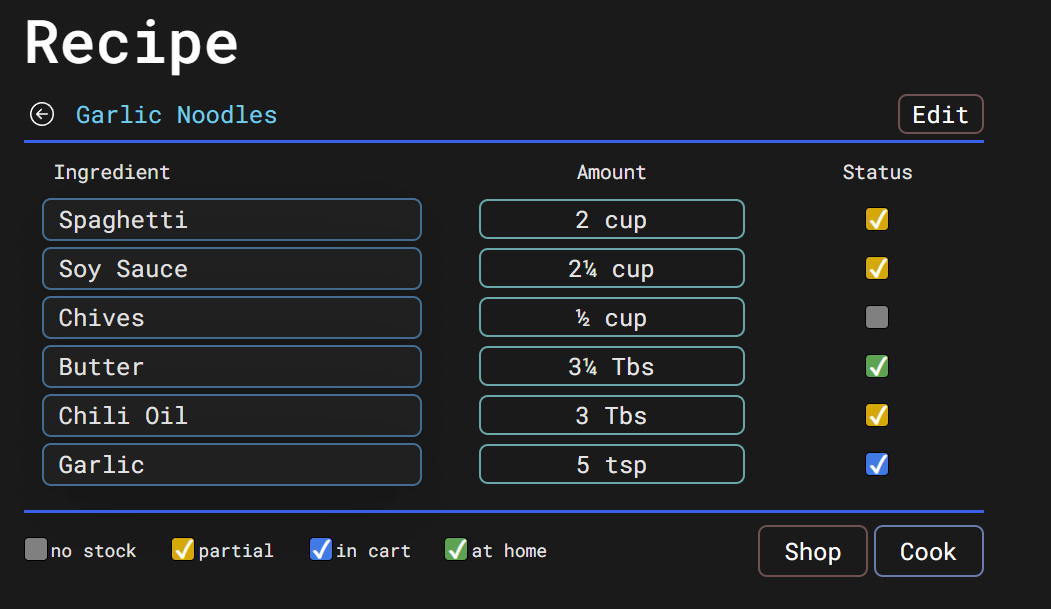 Recipe
Garlic Noodles Edit
Ingredient Amount Status
Spaghetti 2 cup
Soy Sauce 2¼ cup
Chives ½ cup
Butter 3¼ Tbs
Chili Oil 3 Tbs
Garlic 5 tsp
no stock partial in cart at home Shop Cook